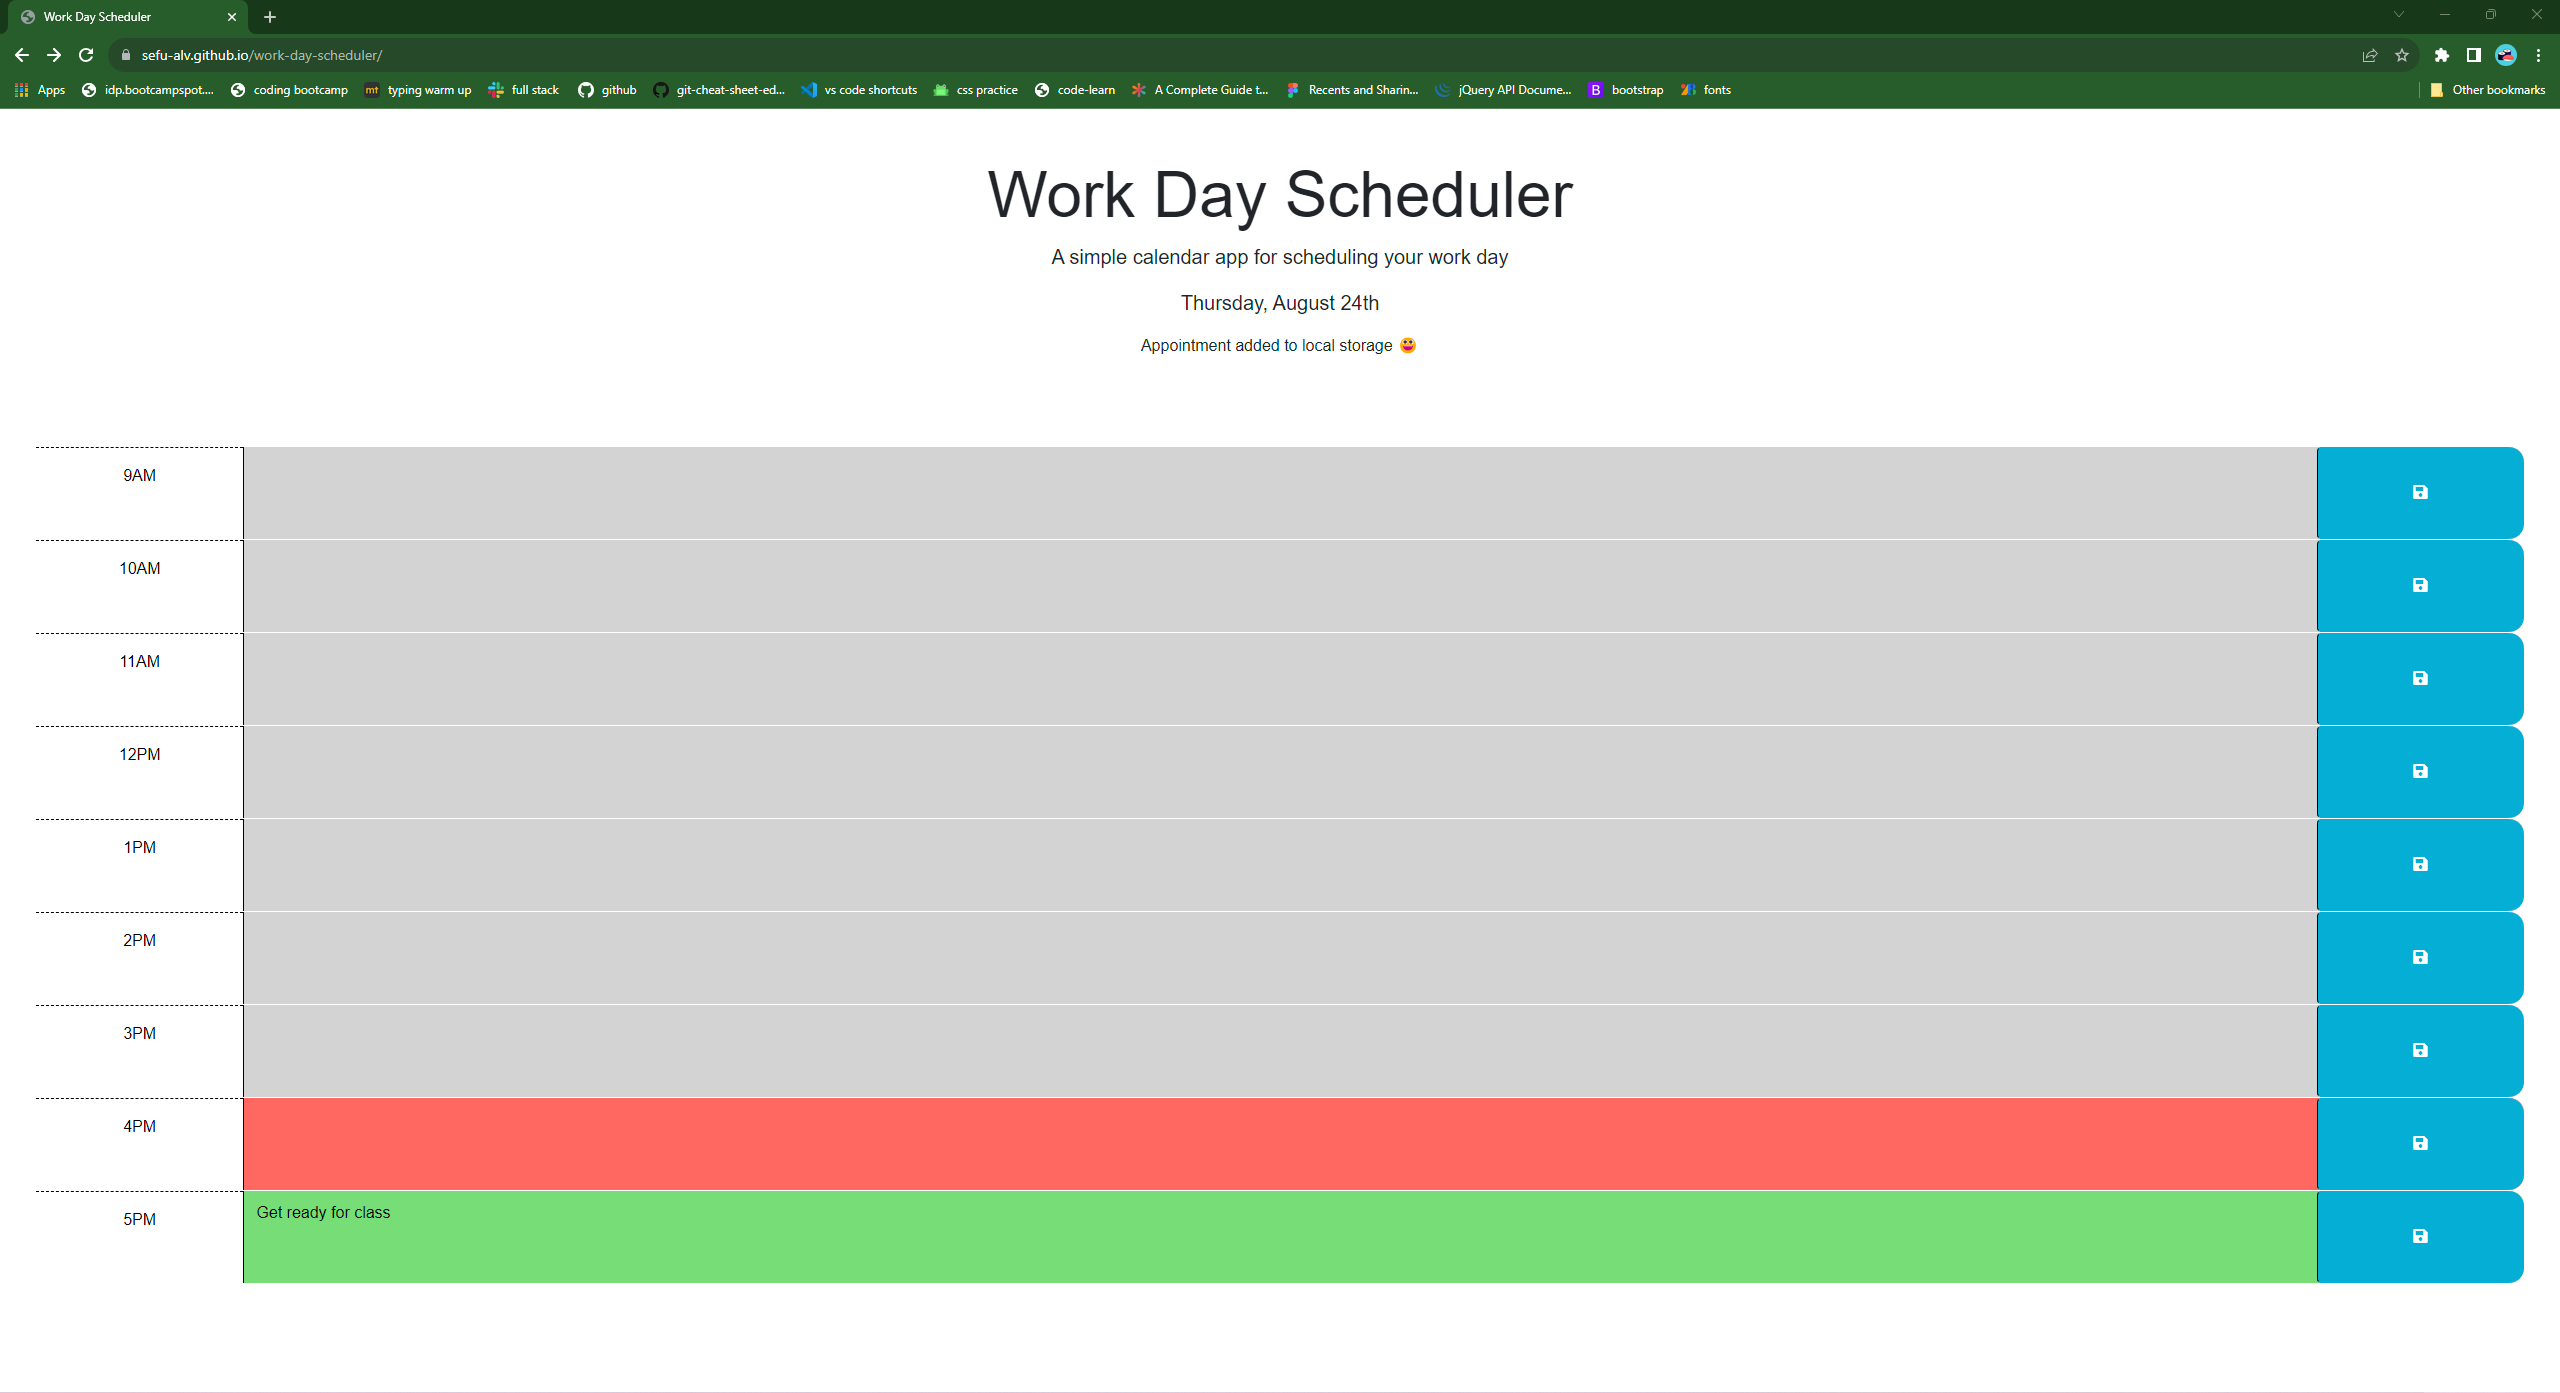 Work Day Scheduler
sefu-alv.github.io/work-day-scheduler/
Apps idp.bootcampspot.... coding bootcamp mt typing warm up full stack github git-cheat-sheet-ed... vs code shortcuts css practice code-learn A Complete Guide t... Recents and Sharin... jQuery API Docume... B bootstrap fonts Other bookmarks
Work Day Scheduler
A simple calendar app for scheduling your work day
Thursday, August 24th
Appointment added to local storage 😀
9AM
10AM
11AM
12PM
1PM
2PM
3PM
4PM
5PM Get ready for class